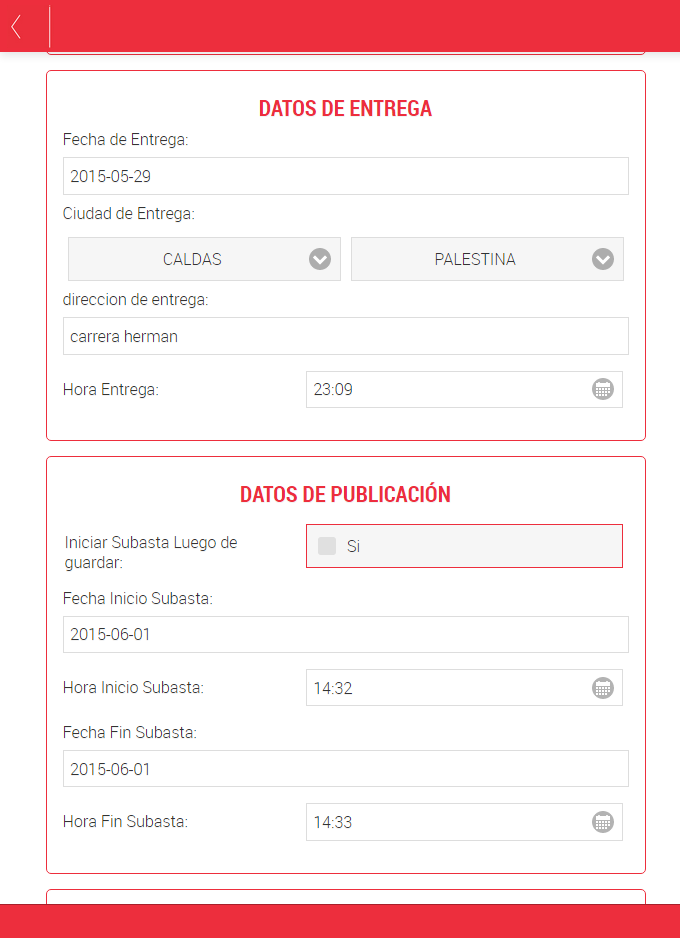 DATOS DE ENTREGA
Fecha de Entrega:
2015-05-29
Ciudad de Entrega:
CALDAS PALESTINA
direccion de entrega:
carrera herman
Hora Entrega: 23:09
DATOS DE PUBLICACIÓN
Iniciar Subasta Luego de
guardar:
Si
Fecha Inicio Subasta:
2015-06-01
Hora Inicio Subasta: 14:32
Fecha Fin Subasta:
2015-06-01
Hora Fin Subasta: 14:33